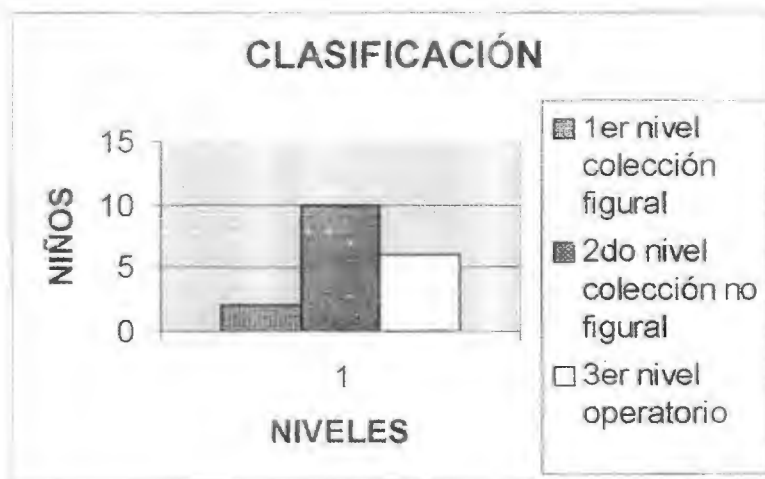 CLASIFICACIÓN
15
10
5
0
NIÑOS
1
NIVELES
1er nivel
colección
figural
2do nivel
colección no
figural
3er nivel
operatorio